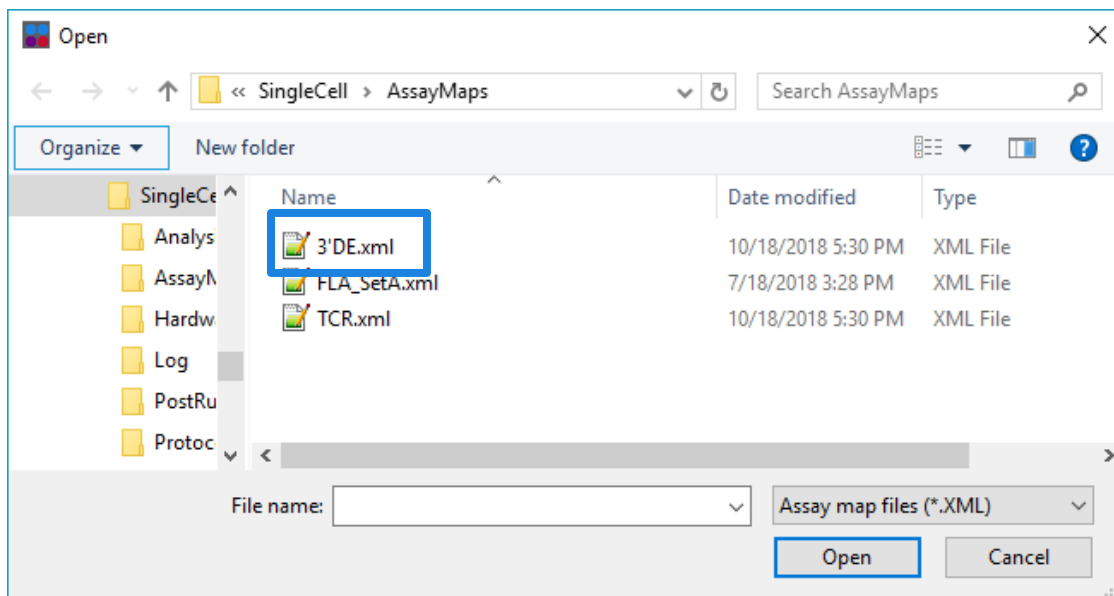 Open
« SingleCell › AssayMaps
Search AssayMaps
Organize
New folder
SingleCe
Name
Date modified
Type
Analys
3'DE.xml
10/18/2018 5:30 PM
XML File
AssayM
FLA_SetA.xml
7/18/2018 3:28 PM
XML File
Hardw
TCR.xml
10/18/2018 5:30 PM
XML File
Log
PostRu
Protoc
File name:
Assay map files (*.XML)
Open
Cancel